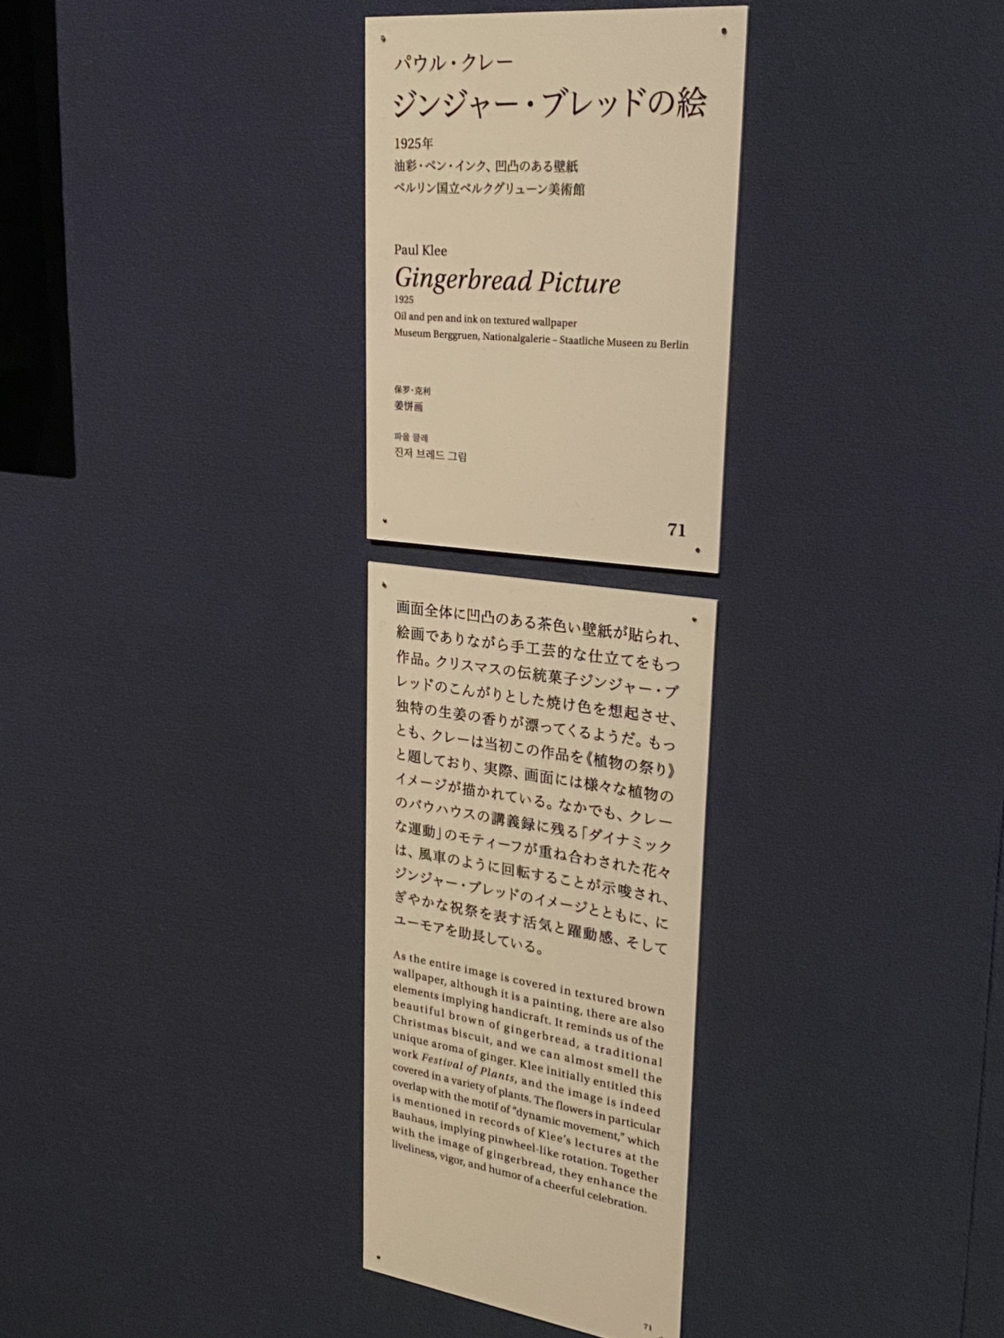 パウル・クレー
ジンジャー・ブレッドの絵
1925年
油彩・ペン・インク、凹凸のある壁紙
ベルリン国立ベルクグリューン美術館
Paul Klee
Gingerbread Picture
1925
Oil and pen and ink on textured wallpaper
Museum Berggruen, Nationalgalerie – Staatliche Museen zu Berlin
保罗·克利
姜饼画
파울 클레
진저 브레드 그림
71
画面全体に凹凸のある茶色い壁紙が貼られ、
絵画でありながら手工芸的な仕立てをもつ
作品。クリスマスの伝統菓子ジンジャー・ブ
レッドのこんがりとした焼け色を想起させ、
独特の生姜の香りが漂ってくるようだ。もっ
とも、クレーは当初この作品を《植物の祭り》
と題しており、実際、画面には様々な植物の
イメージが描かれている。なかでも、クレー
のバウハウスの講義録に残る「ダイナミック
な運動」のモティーフが重ね合わされた花々
は、風車のように回転することが示唆され、
ジンジャー・ブレッドのイメージとともに、に
ぎやかな祝祭を表す活気と躍動感、そして
ユーモアを助長している。
As the entire image is covered in textured brown
wallpaper, although it is a painting, there are also
elements implying handicraft. It reminds us of the
beautiful brown of gingerbread, a traditional
Christmas biscuit, and we can almost smell the
unique aroma of ginger. Klee initially entitled this
work Festival of Plants, and the image is indeed
covered in a variety of plants. The flowers in particular
overlap with the motif of “dynamic movement,” which
is mentioned in records of Klee’s lectures at the
Bauhaus, implying pinwheel-like rotation. Together
with the image of gingerbread, they enhance the
liveliness, vigor, and humor of a cheerful celebration.
71